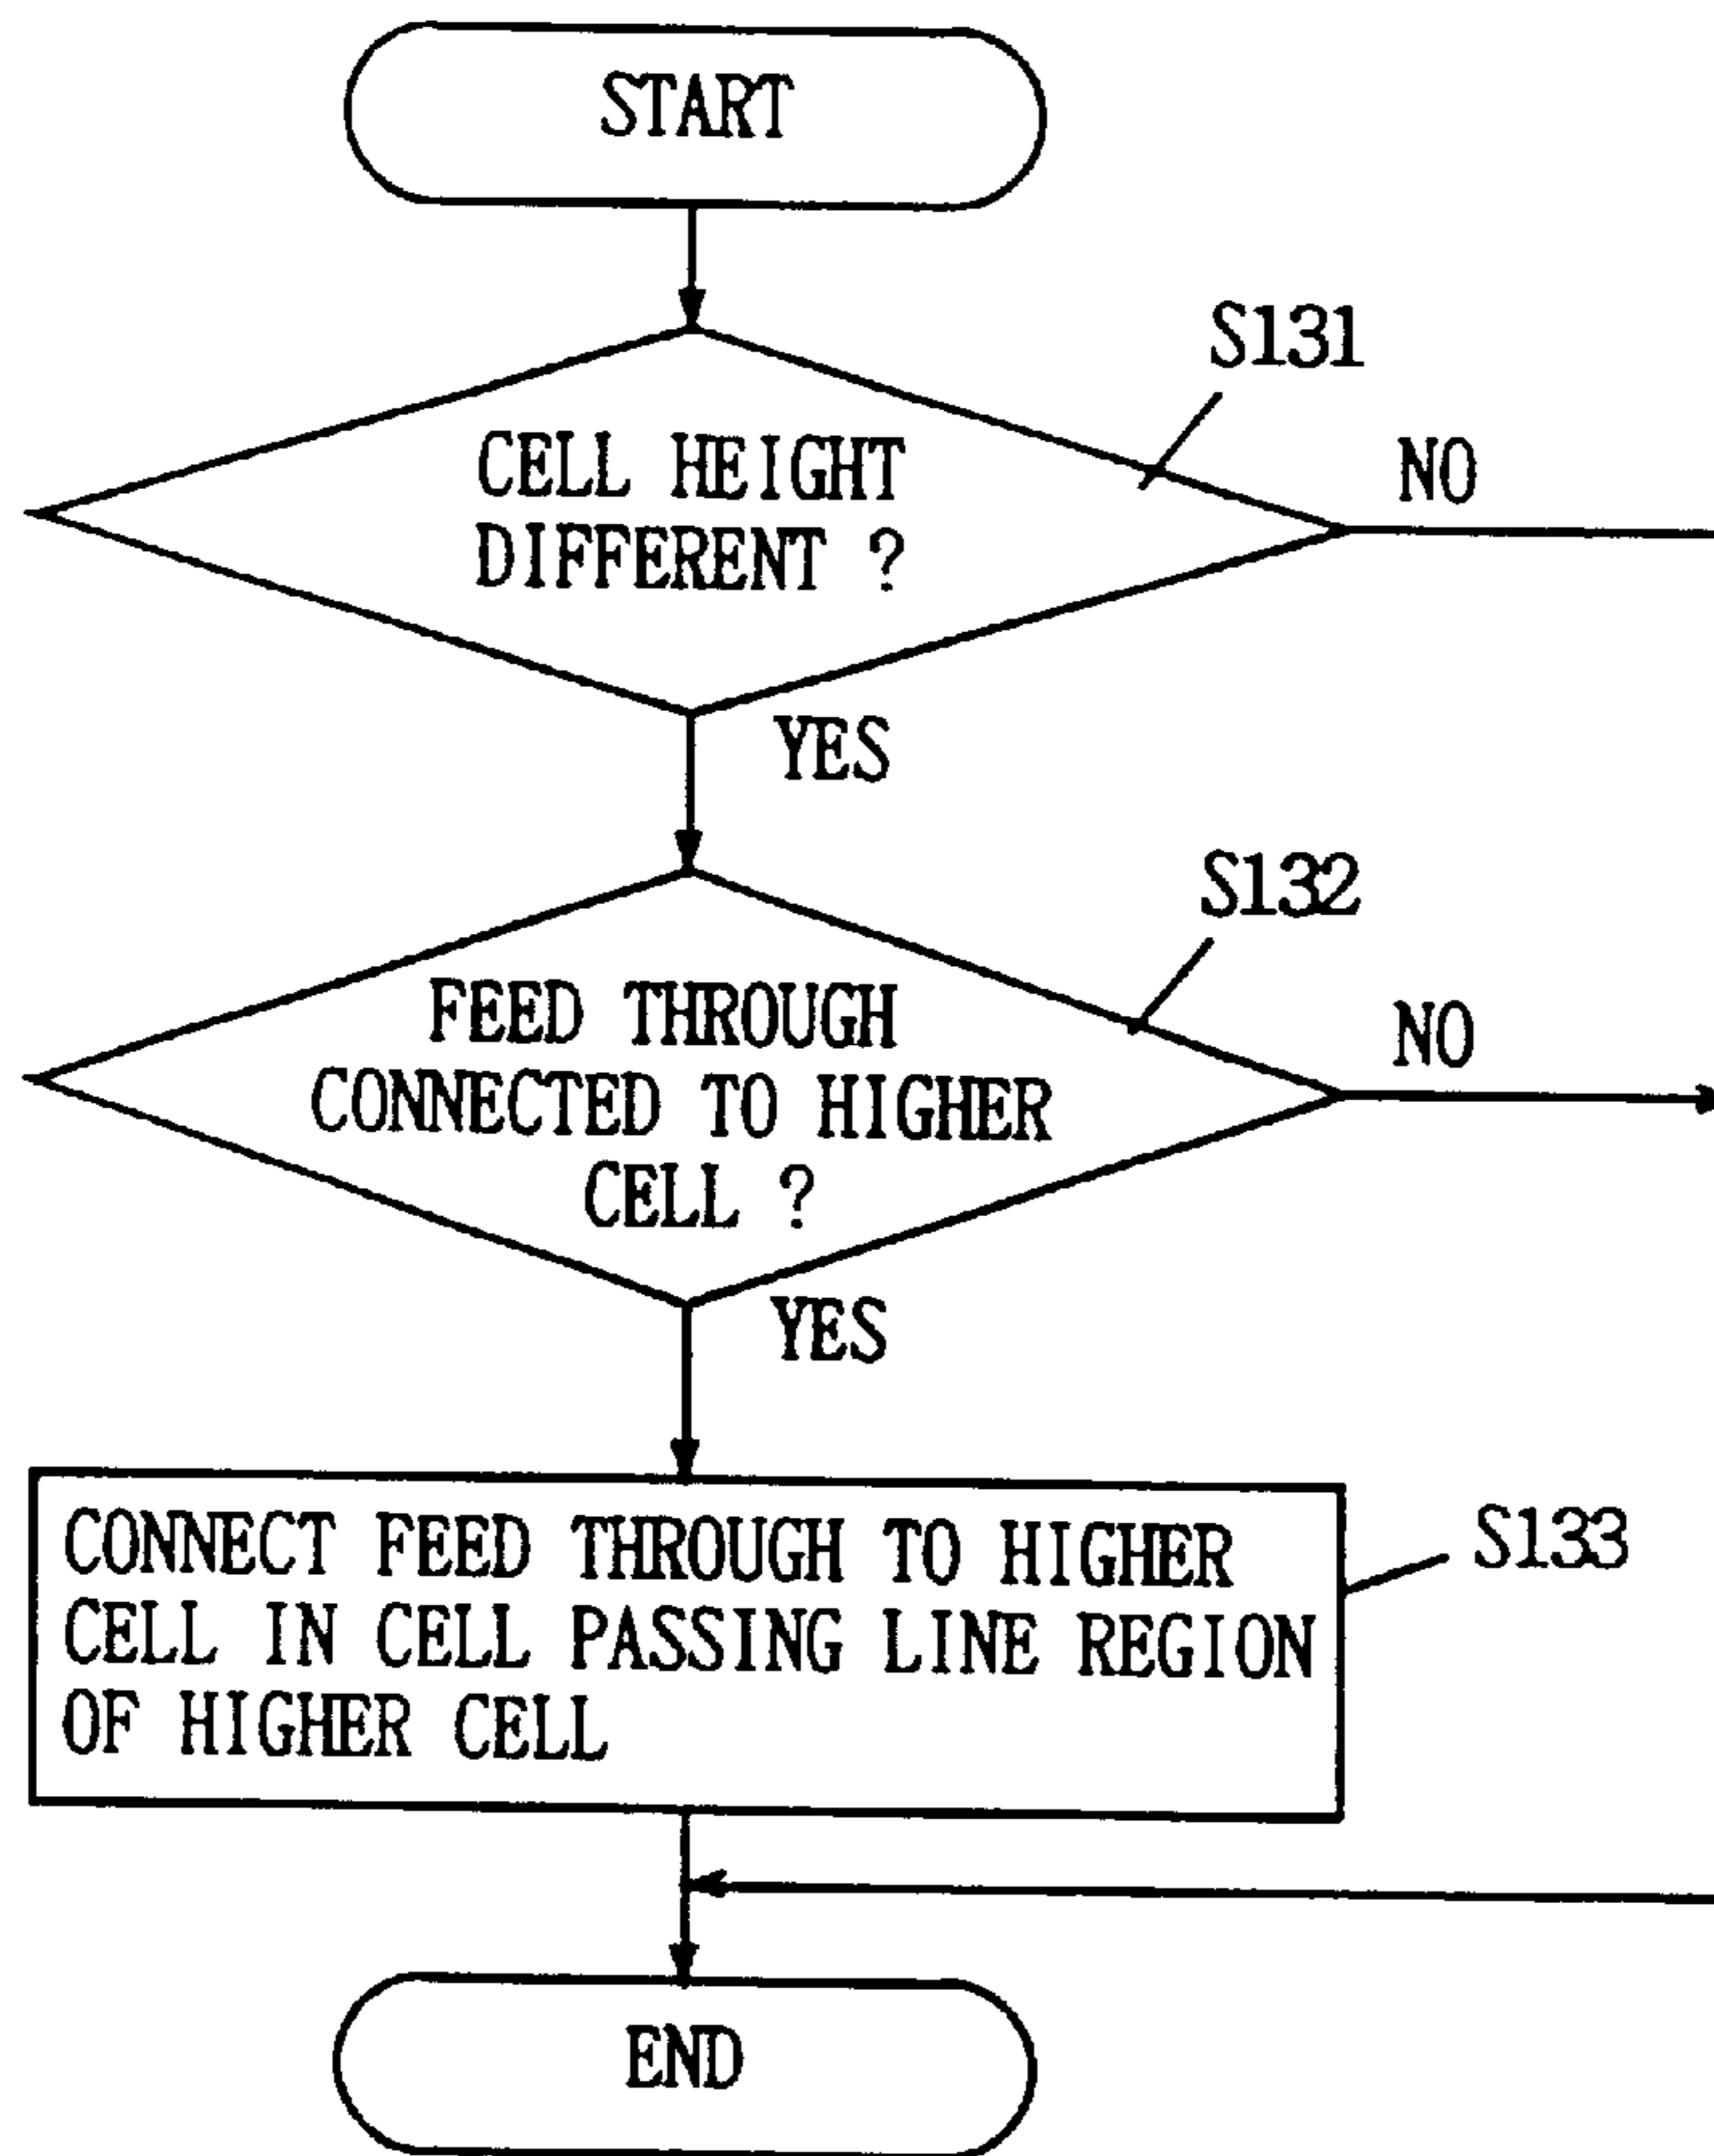 START
S131
CELL HEIGHT
DIFFERENT ?
NO
YES
S132
FEED THROUGH
CONNECTED TO HIGHER
CELL ?
NO
YES
CONNECT FEED THROUGH TO HIGHER
CELL IN CELL PASSING LINE REGION
OF HIGHER CELL
S133
END